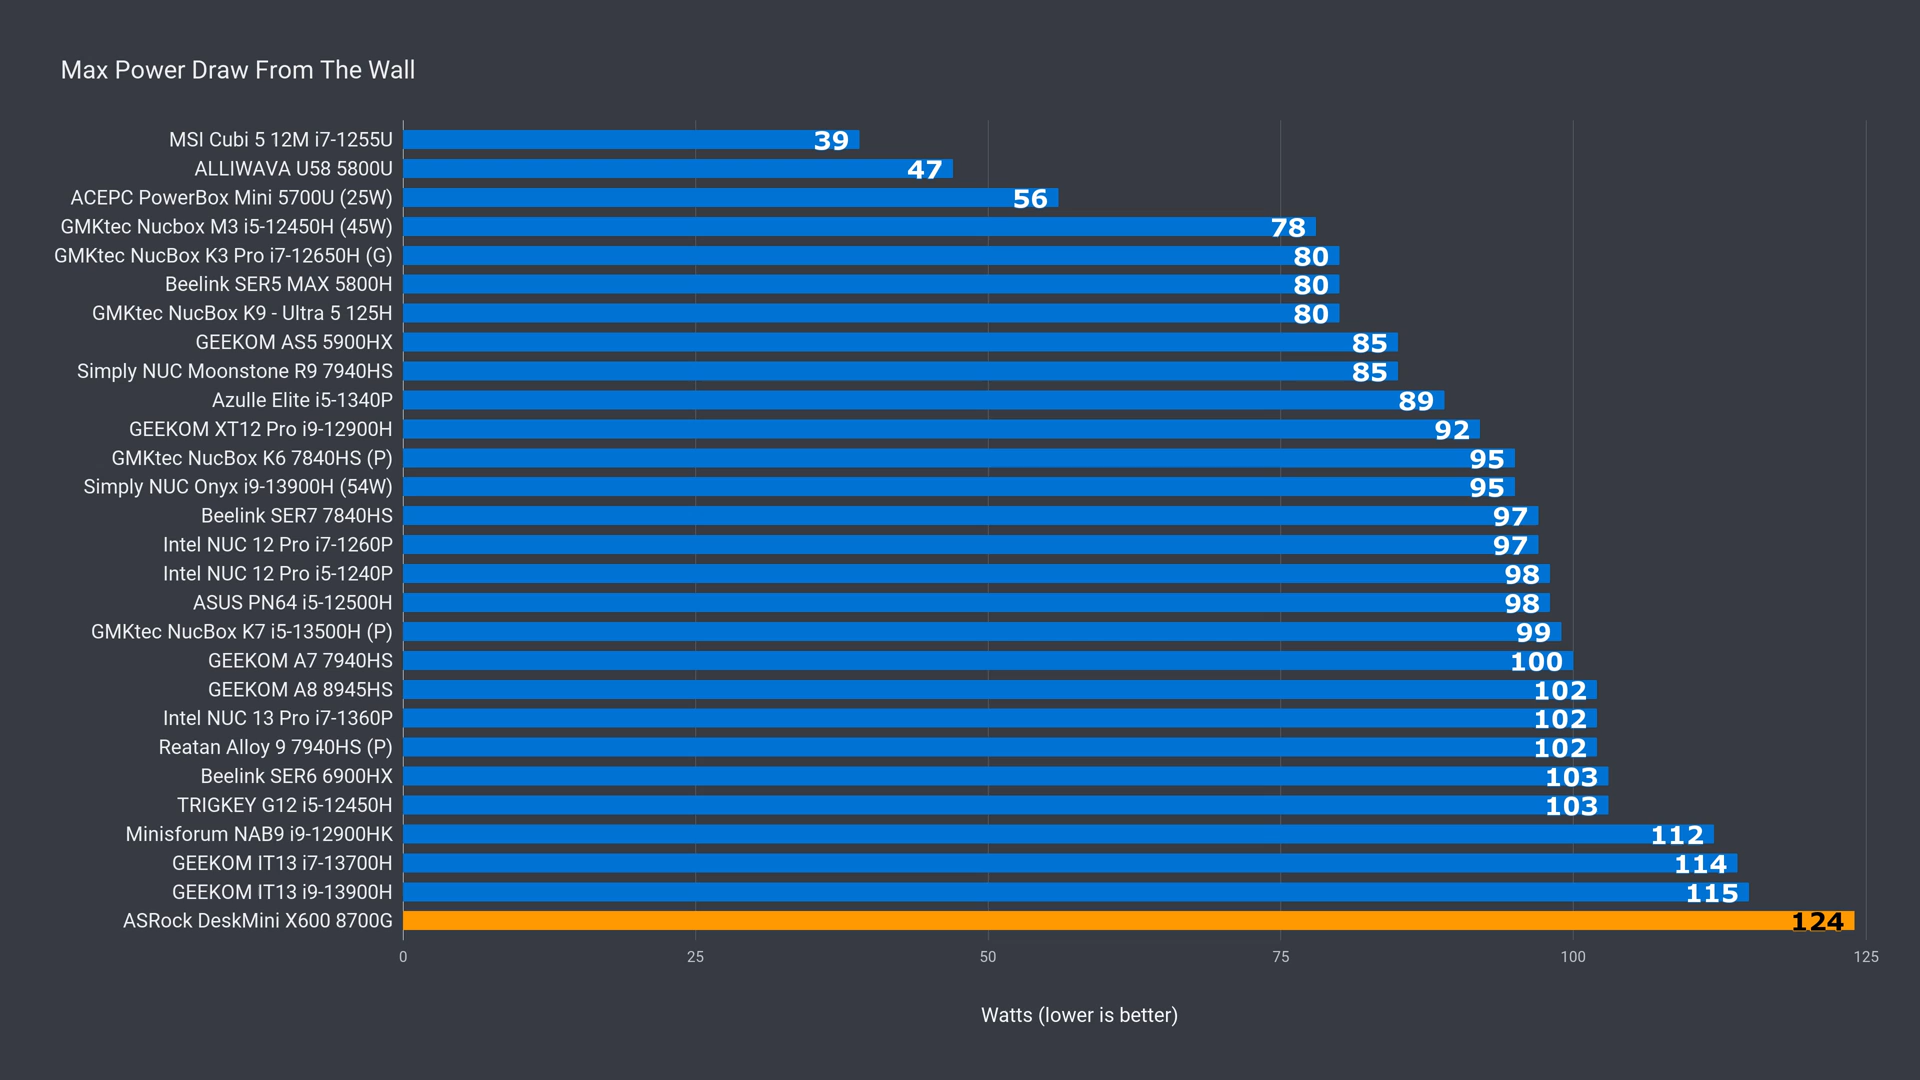 Max Power Draw From The Wall
MSI Cubi 5 12M i7-1255U 39
ALLIWAVA U58 5800U 47
ACEPC PowerBox Mini 5700U (25W) 56
GMKtec Nucbox M3 i5-12450H (45W) 78
GMKtec NucBox K3 Pro i7-12650H (G) 80
Beelink SER5 MAX 5800H 80
GMKtec NucBox K9 - Ultra 5 125H 80
GEEKOM AS5 5900HX 85
Simply NUC Moonstone R9 7940HS 85
Azulle Elite i5-1340P 89
GEEKOM XT12 Pro i9-12900H 92
GMKtec NucBox K6 7840HS (P) 95
Simply NUC Onyx i9-13900H (54W) 95
Beelink SER7 7840HS 97
Intel NUC 12 Pro i7-1260P 97
Intel NUC 12 Pro i5-1240P 98
ASUS PN64 i5-12500H 98
GMKtec NucBox K7 i5-13500H (P) 99
GEEKOM A7 7940HS 100
GEEKOM A8 8945HS 102
Intel NUC 13 Pro i7-1360P 102
Reatan Alloy 9 7940HS (P) 102
Beelink SER6 6900HX 103
TRIGKEY G12 i5-12450H 103
Minisforum NAB9 i9-12900HK 112
GEEKOM IT13 i7-13700H 114
GEEKOM IT13 i9-13900H 115
ASRock DeskMini X600 8700G 124
0 25 50 75 100 125
Watts (lower is better)